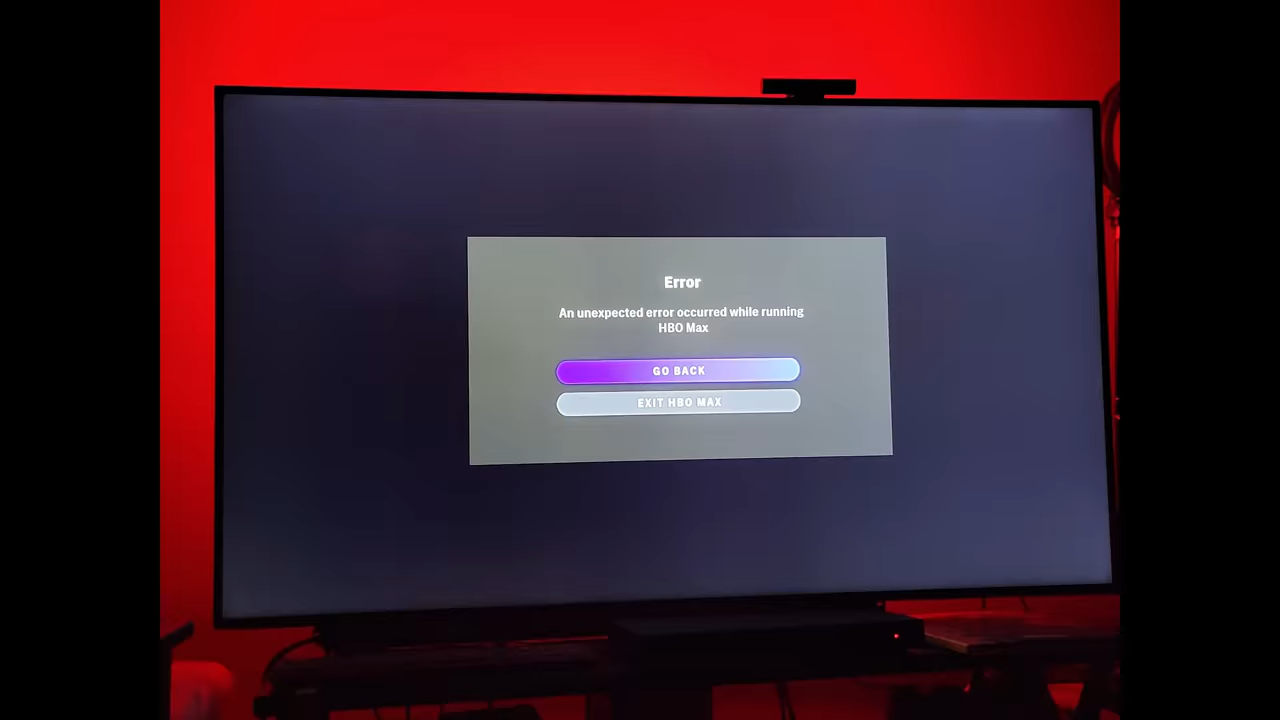 Error
An unexpected error occurred while running
HBO Max
GO BACK
EXIT HBO MAX